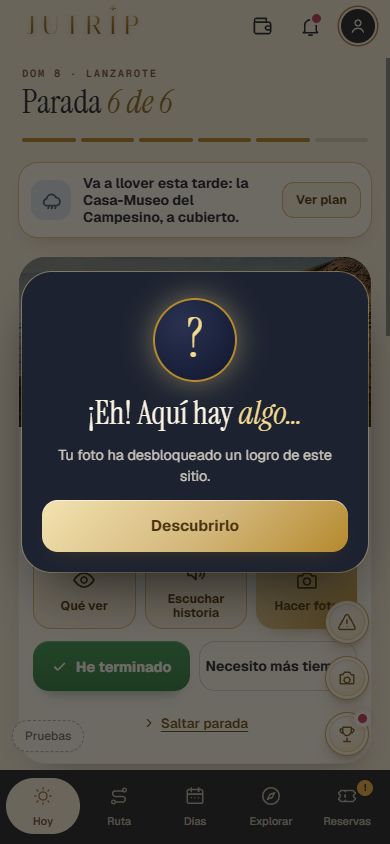 JUTRIP
DOM 8 · LANZAROTE
Parada 6 de 6
Va a llover esta tarde: la
Casa-Museo del
Campesino, a cubierto.
Ver plan
?
¡Eh! Aquí hay algo...
Tu foto ha desbloqueado un logro de este
sitio.
Descubrirlo
Qué ver
Escuchar
historia
Hacer foto
He terminado
Necesito más tiem
Saltar parada
Pruebas
Hoy
Ruta
Días
Explorar
!
Reservas